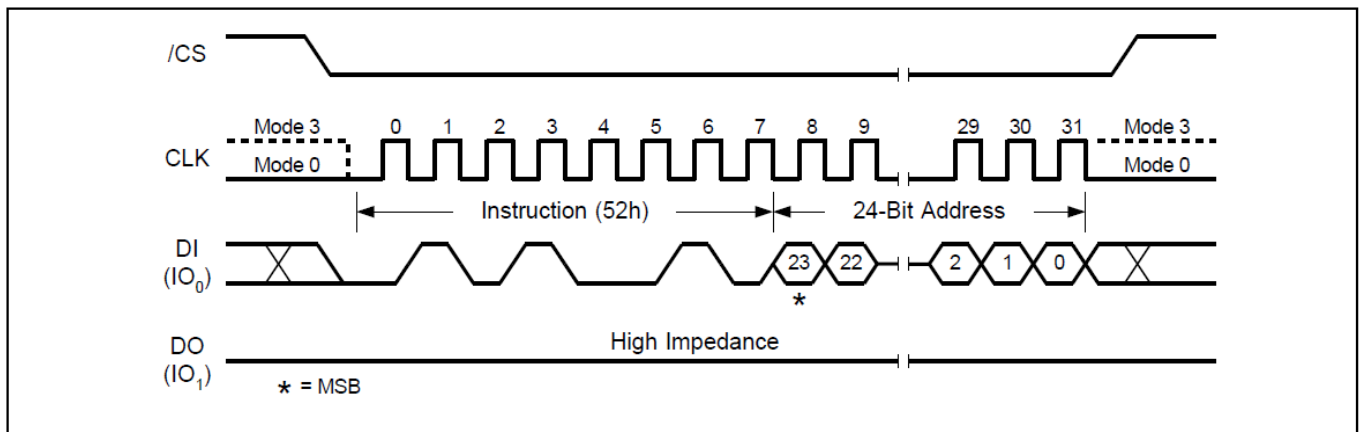 /CS
Mode 3 0 1 2 3 4 5 6 7 8 9 29 30 31 Mode 3
CLK
Mode 0 Mode 0
Instruction (52h) 24-Bit Address
DI
(IO0) 23 22 2 1 0
*
High Impedance
DO
(IO1)
* = MSB